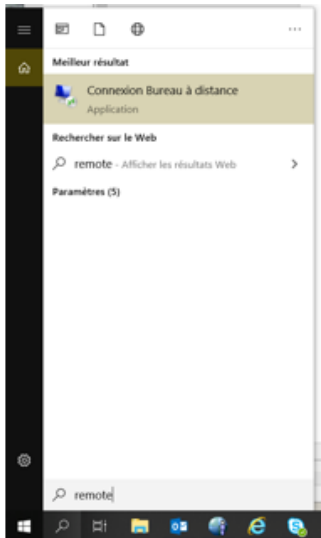 Meilleur résultat
Connexion Bureau à distance
Application
Rechercher sur le Web
remote - Afficher les résultats Web
Paramètres (5)
remote